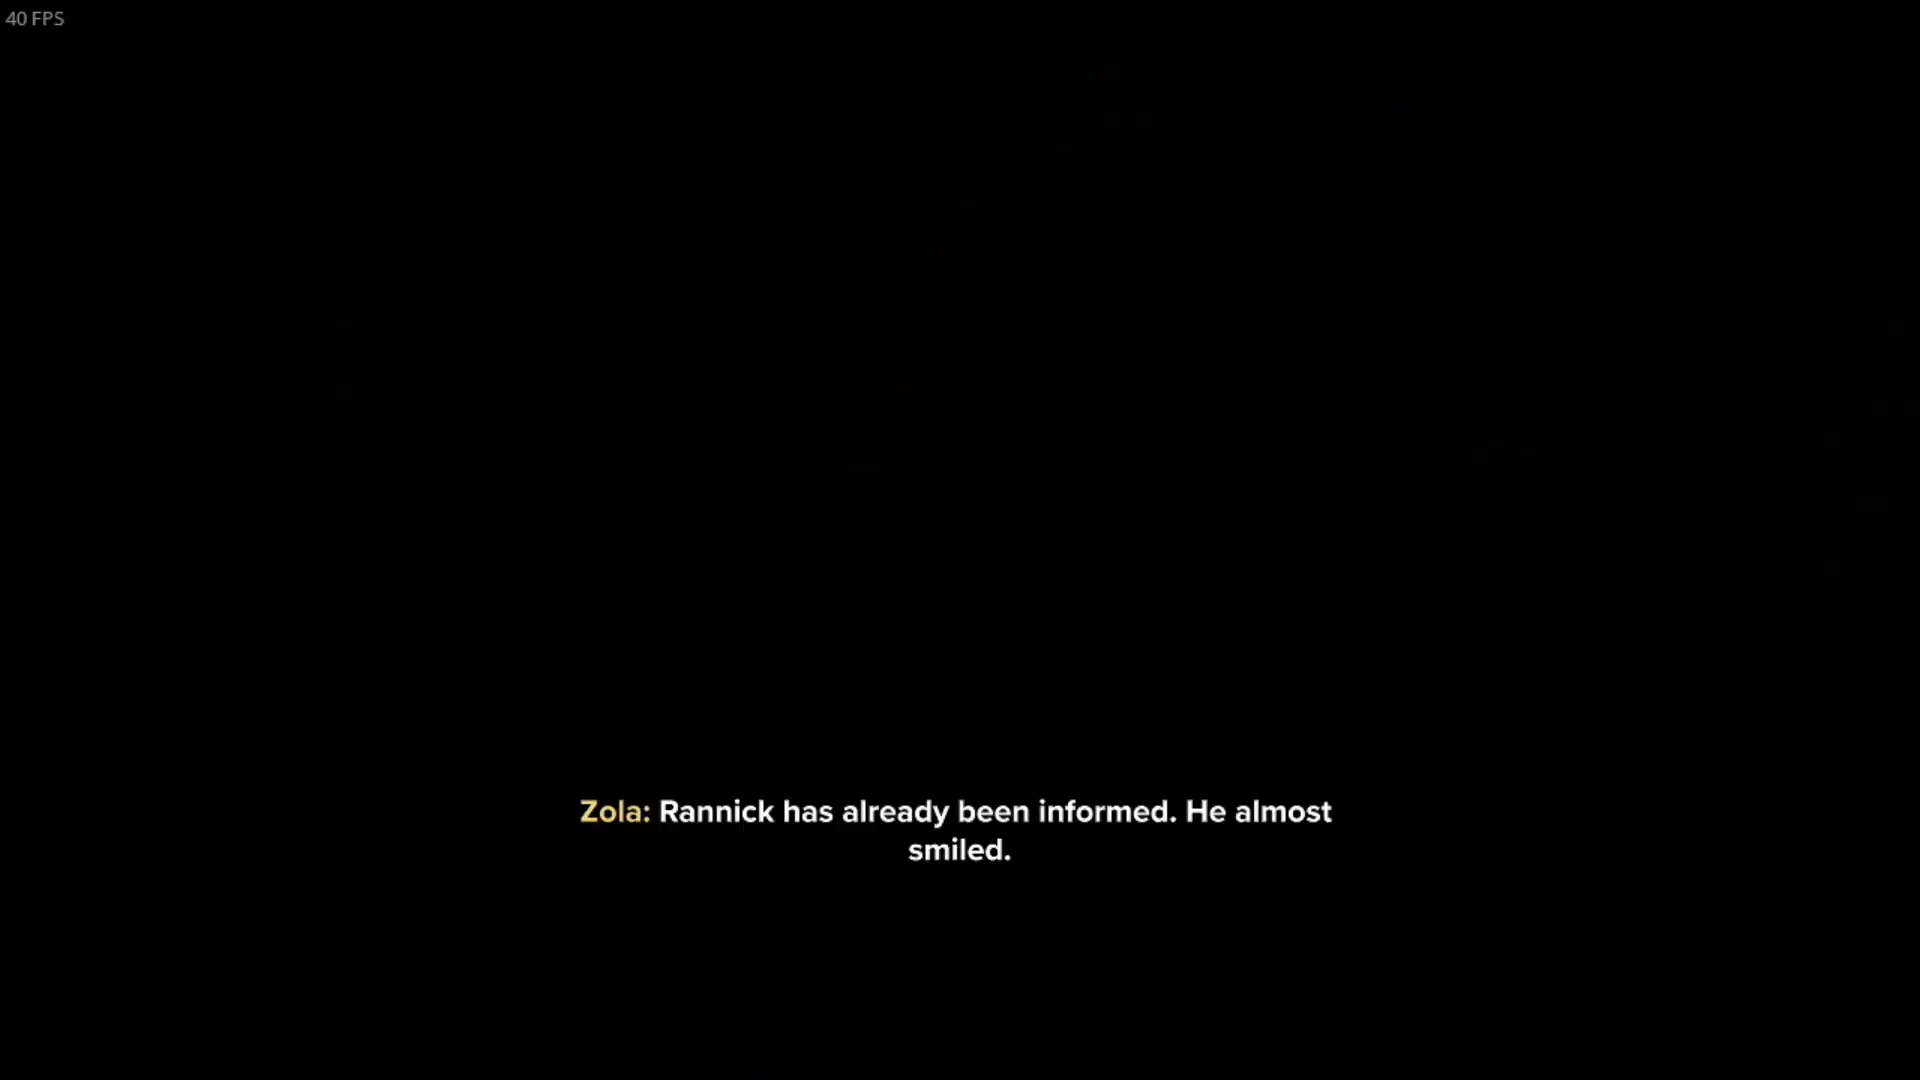 40 FPS
Zola: Rannick has already been informed. He almost
smiled.